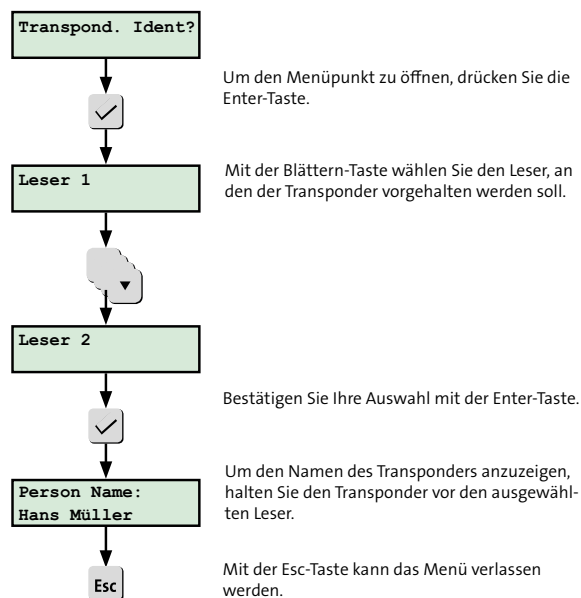 Transpond. Ident?
Um den Menüpunkt zu öffnen, drücken Sie die
Enter-Taste.
Leser 1
Mit der Blättern-Taste wählen Sie den Leser, an
den der Transponder vorgehalten werden soll.
Leser 2
Bestätigen Sie Ihre Auswahl mit der Enter-Taste.
Person Name:
Hans Müller
Um den Namen des Transponders anzuzeigen,
halten Sie den Transponder vor den ausgewähl-
ten Leser.
Esc
Mit der Esc-Taste kann das Menü verlassen
werden.